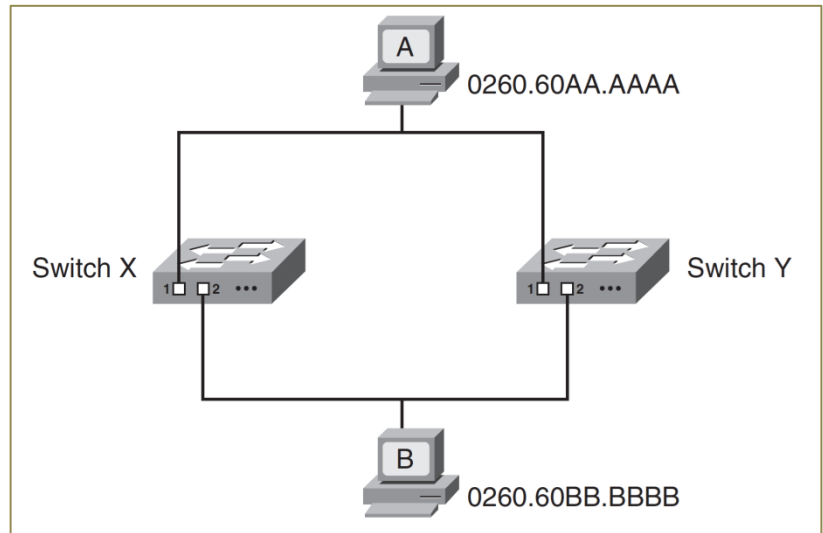 A
0260.60AA.AAAA
Switch X
1 2 •••
Switch Y
1 2 •••
B
0260.60BB.BBBB